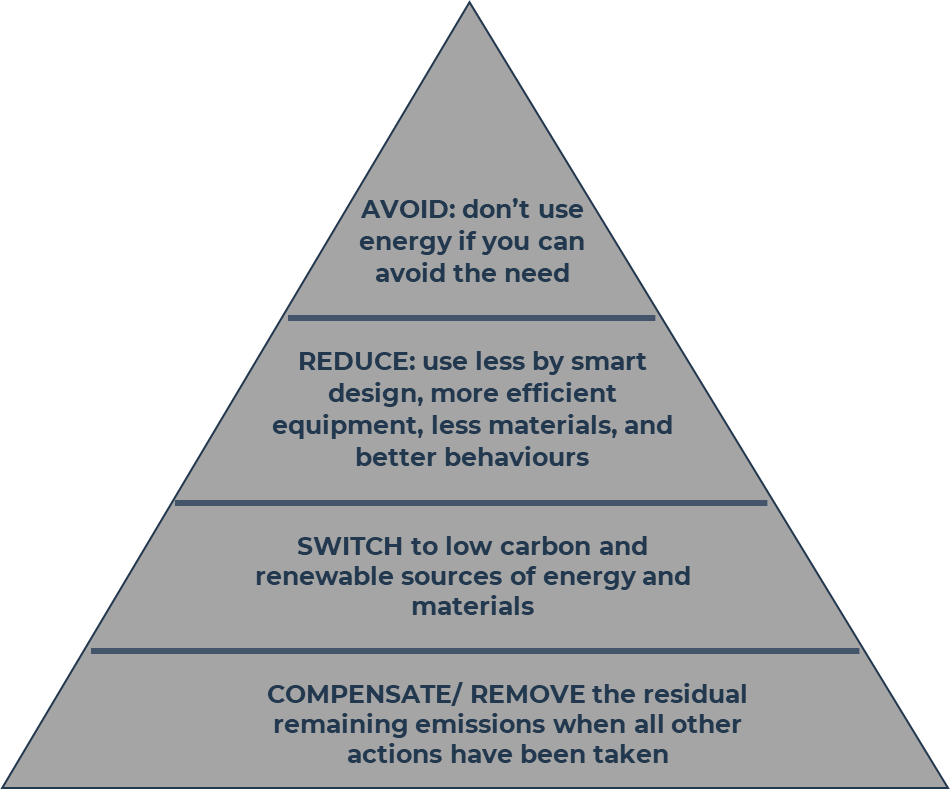 AVOID: don’t use
energy if you can
avoid the need
REDUCE: use less by smart
design, more efficient
equipment, less materials, and
better behaviours
SWITCH to low carbon and
renewable sources of energy and
materials
COMPENSATE/ REMOVE the residual
remaining emissions when all other
actions have been taken